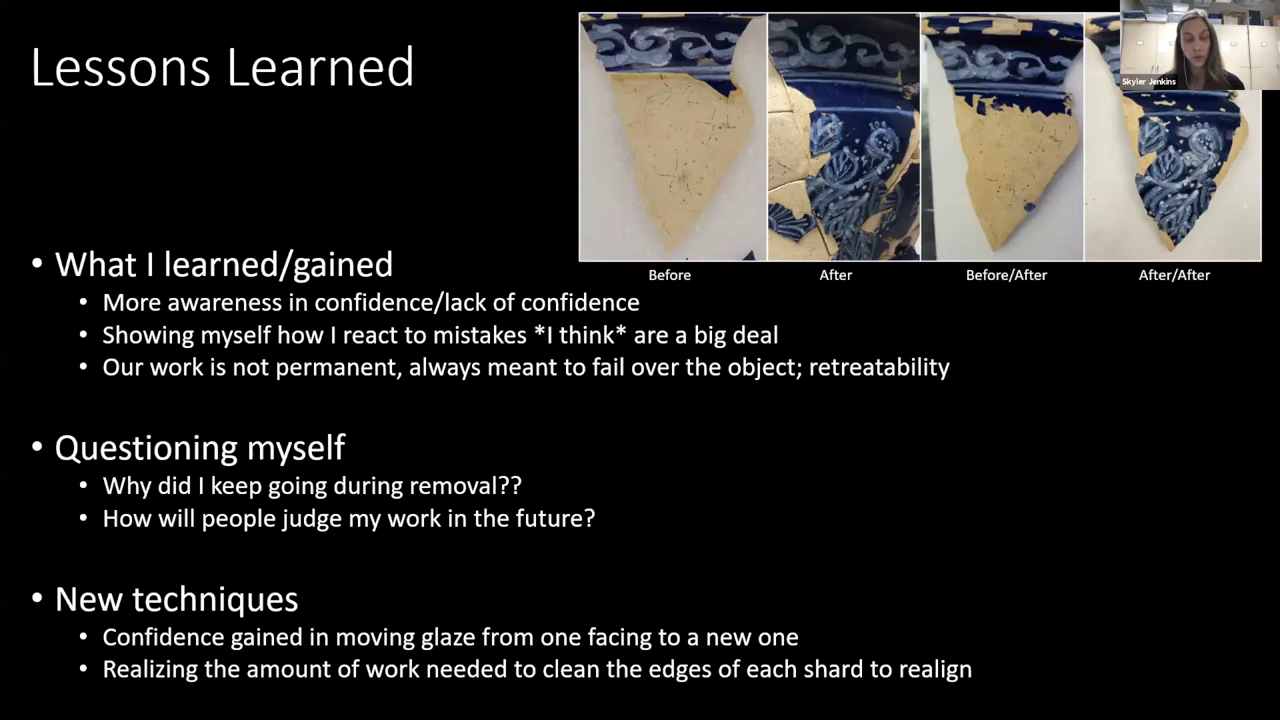 Lessons Learned
Skyler Jenkins
Before
After
Before/After
After/After
• What I learned/gained
• More awareness in confidence/lack of confidence
• Showing myself how I react to mistakes *I think* are a big deal
• Our work is not permanent, always meant to fail over the object; retreatability
• Questioning myself
• Why did I keep going during removal??
• How will people judge my work in the future?
• New techniques
• Confidence gained in moving glaze from one facing to a new one
• Realizing the amount of work needed to clean the edges of each shard to realign